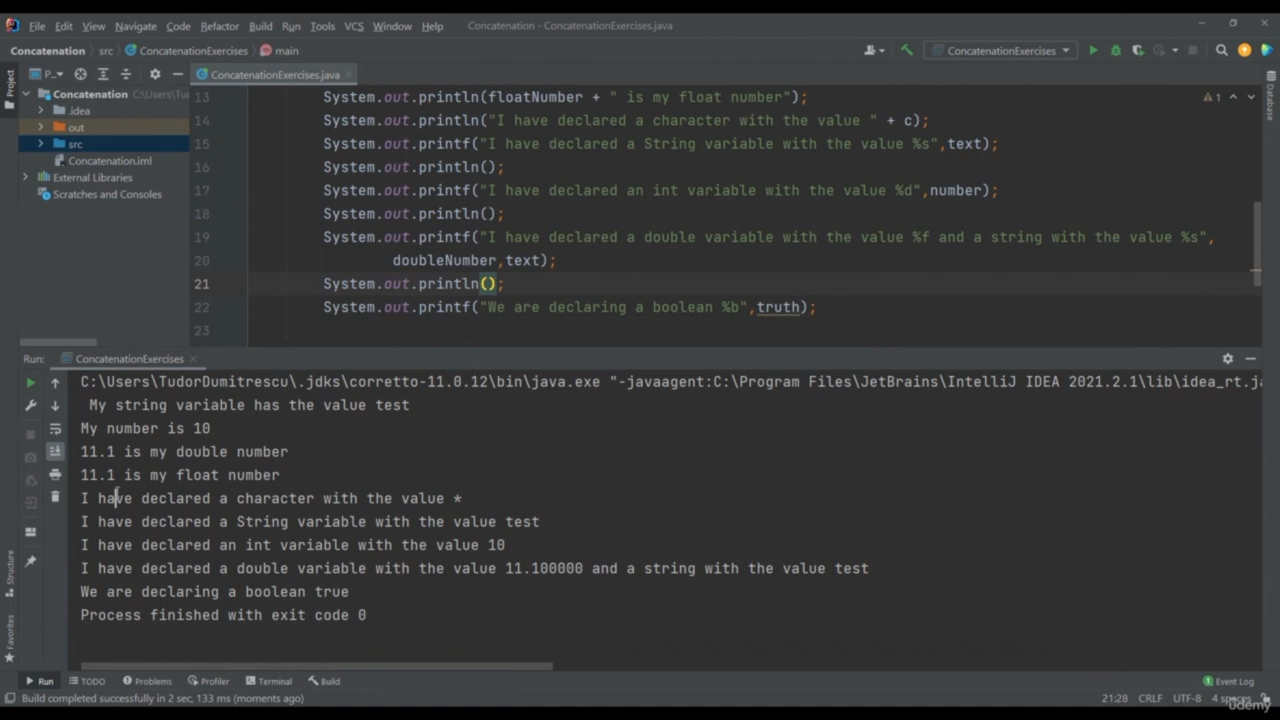 File Edit View Navigate Code Refactor Build Run Tools VCS Window Help Concatenation - ConcatenationExercises.java
Concatenation src ConcatenationExercises main ConcatenationExercises
P... ConcatenationExercises.java
Project
Database
Concatenation C:\Users\Tud
.idea
out
src
Concatenation.iml
External Libraries
Scratches and Consoles
1
13 System.out.println(floatNumber + " is my float number");
14 System.out.println("I have declared a character with the value " + c);
15 System.out.printf("I have declared a String variable with the value %s",text);
16 System.out.println();
17 System.out.printf("I have declared an int variable with the value %d",number);
18 System.out.println();
19 System.out.printf("I have declared a double variable with the value %f and a string with the value %s",
20 doubleNumber,text);
21 System.out.println();
22 System.out.printf("We are declaring a boolean %b",truth);
23
Run: ConcatenationExercises
C:\Users\TudorDumitrescu\.jdks\corretto-11.0.12\bin\java.exe "-javaagent:C:\Program Files\JetBrains\IntelliJ IDEA 2021.2.1\lib\idea_rt.ja
My string variable has the value test
My number is 10
11.1 is my double number
11.1 is my float number
I have declared a character with the value *
I have declared a String variable with the value test
I have declared an int variable with the value 10
I have declared a double variable with the value 11.100000 and a string with the value test
We are declaring a boolean true
Process finished with exit code 0
Structure
Favorites
Run TODO Problems Profiler Terminal Build Event Log
Build completed successfully in 2 sec, 133 ms (moments ago) 21:28 CRLF UTF-8 4 spaces
udemy